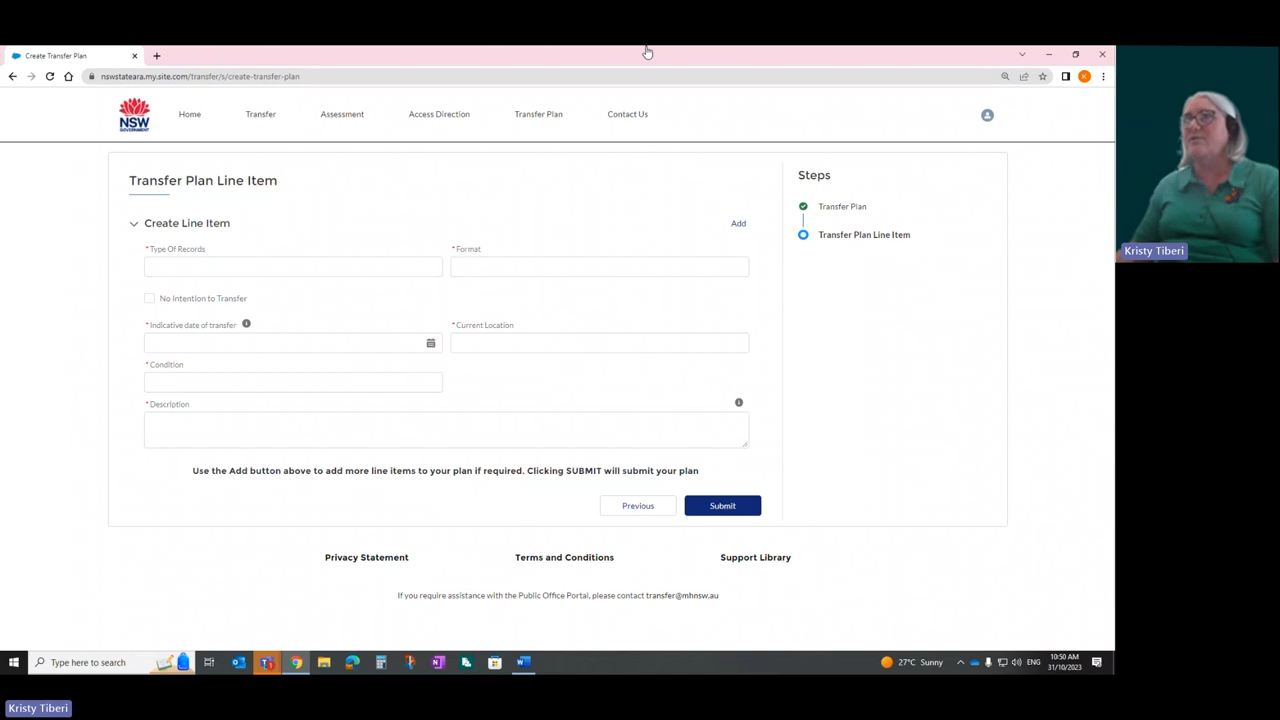 Create Transfer Plan
nswstateara.my.site.com/transfer/s/create-transfer-plan
K
NSW
GOVERNMENT
Home
Transfer
Assessment
Access Direction
Transfer Plan
Contact Us
Transfer Plan Line Item
Create Line Item
Add
*Type Of Records
*Format
No Intention to Transfer
*Indicative date of transfer
*Current Location
*Condition
*Description
Use the Add button above to add more line items to your plan if required. Clicking SUBMIT will submit your plan
Previous
Submit
Steps
Transfer Plan
Transfer Plan Line Item
Kristy Tiberi
Privacy Statement
Terms and Conditions
Support Library
If you require assistance with the Public Office Portal, please contact transfer@mhnsw.au
Type here to search
27°C Sunny
ENG
10:50 AM
31/10/2023
Kristy Tiberi